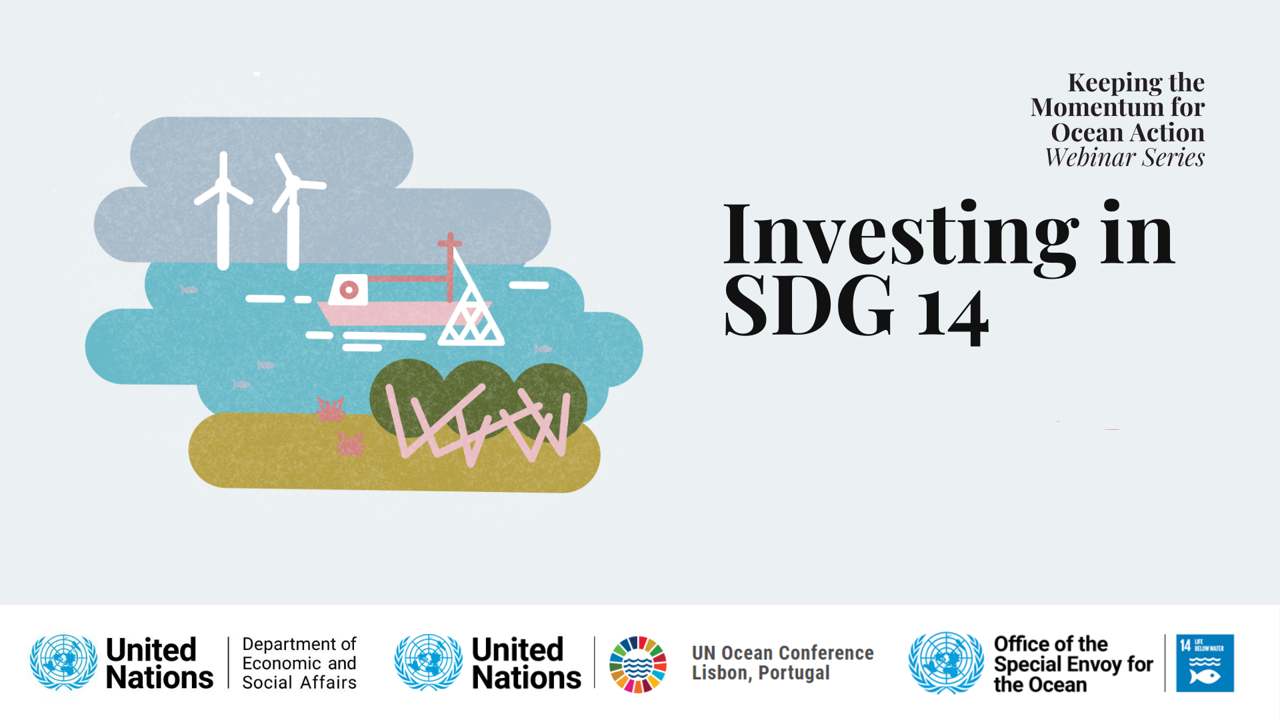 Keeping the
Momentum for
Ocean Action
Webinar Series
Investing in
SDG 14
United
Nations
Department of
Economic and
Social Affairs
United
Nations
UN Ocean Conference
Lisbon, Portugal
Office of the
Special Envoy for
the Ocean
14 LIFE
BELOW WATER